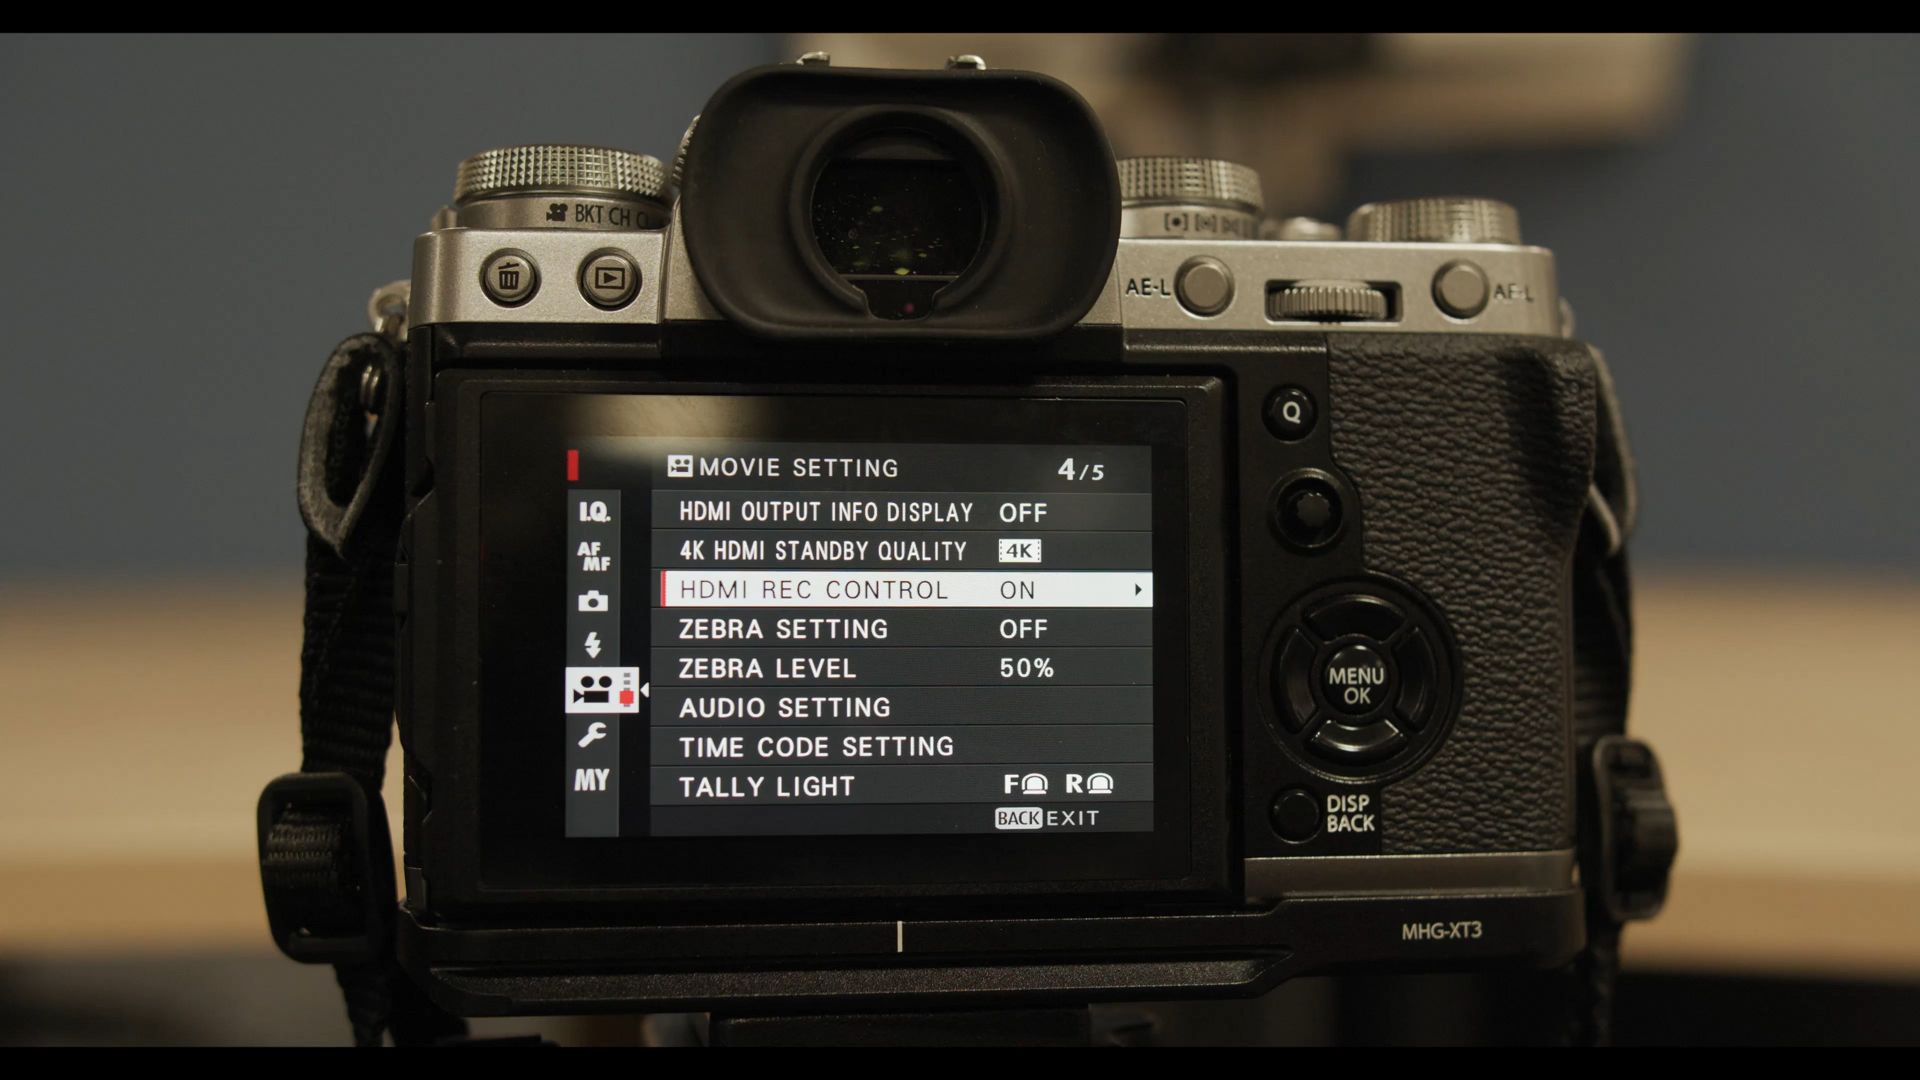 BKT CH C
AE-L
AE-L
Q
MOVIE SETTING 4/5
HDMI OUTPUT INFO DISPLAY OFF
4K HDMI STANDBY QUALITY 4K
HDMI REC CONTROL ON
ZEBRA SETTING OFF
ZEBRA LEVEL 50%
AUDIO SETTING
TIME CODE SETTING
TALLY LIGHT F R
BACK EXIT
I.Q.
AF
MF
MY
MENU
OK
DISP
BACK
MHG-XT3